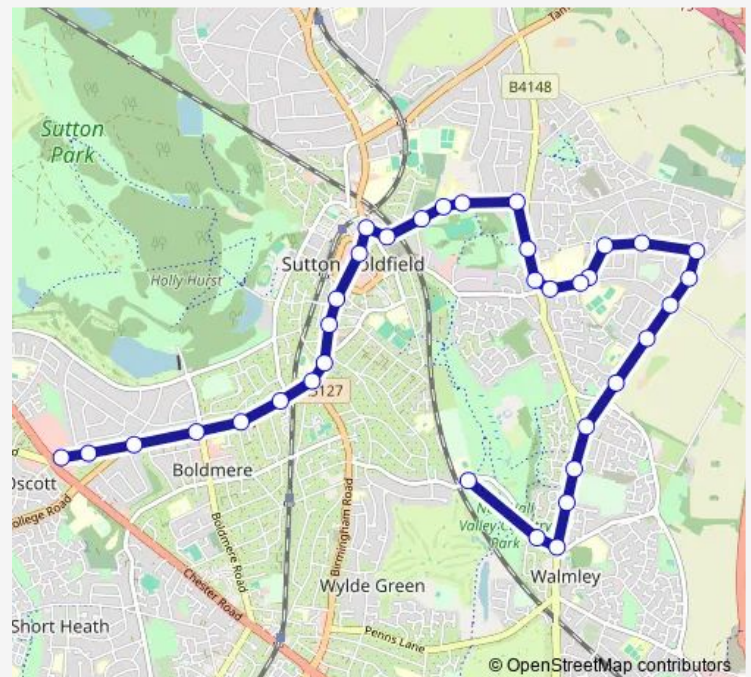 Tam
B4148
Sutton
Park
Holly Hurst
Sutton Coldfield
Oscott
College Road
Boldmere
Boldmere Road
Birmingham Road
Valley Country
Park
Walmley
Wylde Green
Chester Road
Short Heath
Penns Lane
© OpenStreetMap contributors